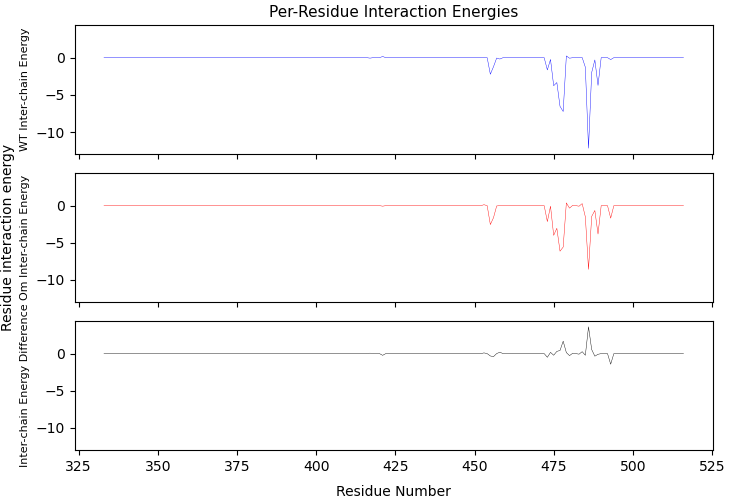 Per-Residue Interaction Energies
Residue interaction energy
WT Inter-chain Energy
0
−5
−10
Om Inter-chain Energy
0
−5
−10
Inter-chain Energy Difference
0
−5
−10
325 350 375 400 425 450 475 500 525
Residue Number